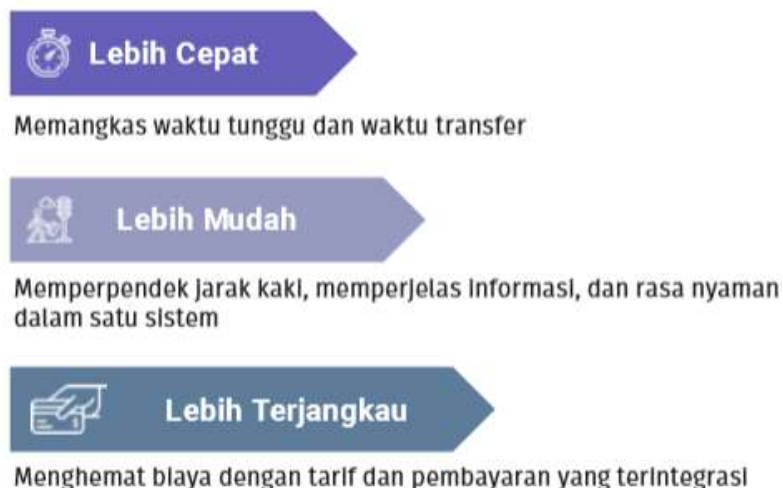 Lebih Cepat
Memangkas waktu tunggu dan waktu transfer
Lebih Mudah
Memperpendek jarak kaki, memperjelas informasi, dan rasa nyaman
dalam satu sistem
Lebih Terjangkau
Menghemat biaya dengan tarif dan pembayaran yang terintegrasi